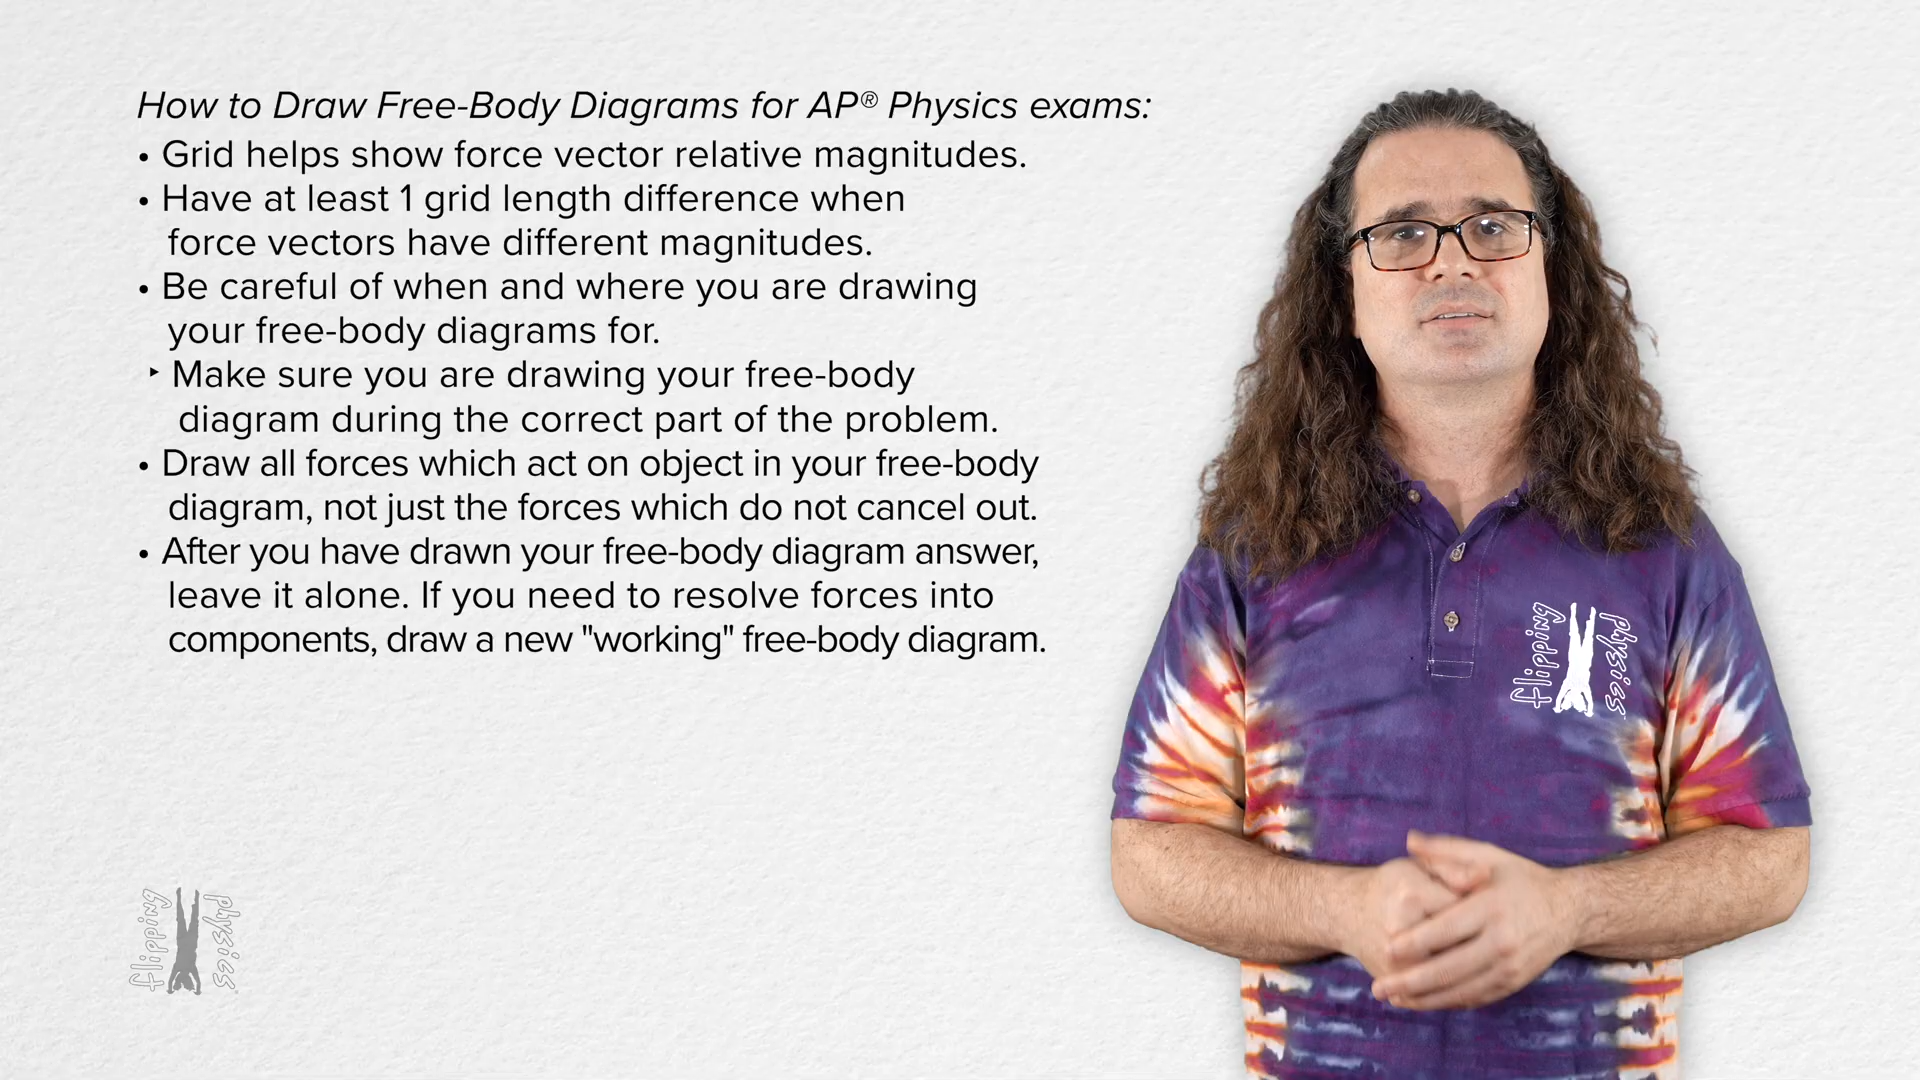 How to Draw Free-Body Diagrams for AP® Physics exams:
• Grid helps show force vector relative magnitudes.
• Have at least 1 grid length difference when
force vectors have different magnitudes.
• Be careful of when and where you are drawing
your free-body diagrams for.
‣ Make sure you are drawing your free-body
diagram during the correct part of the problem.
• Draw all forces which act on object in your free-body
diagram, not just the forces which do not cancel out.
• After you have drawn your free-body diagram answer,
leave it alone. If you need to resolve forces into
components, draw a new "working" free-body diagram.
flipping
physics
flipping
physics